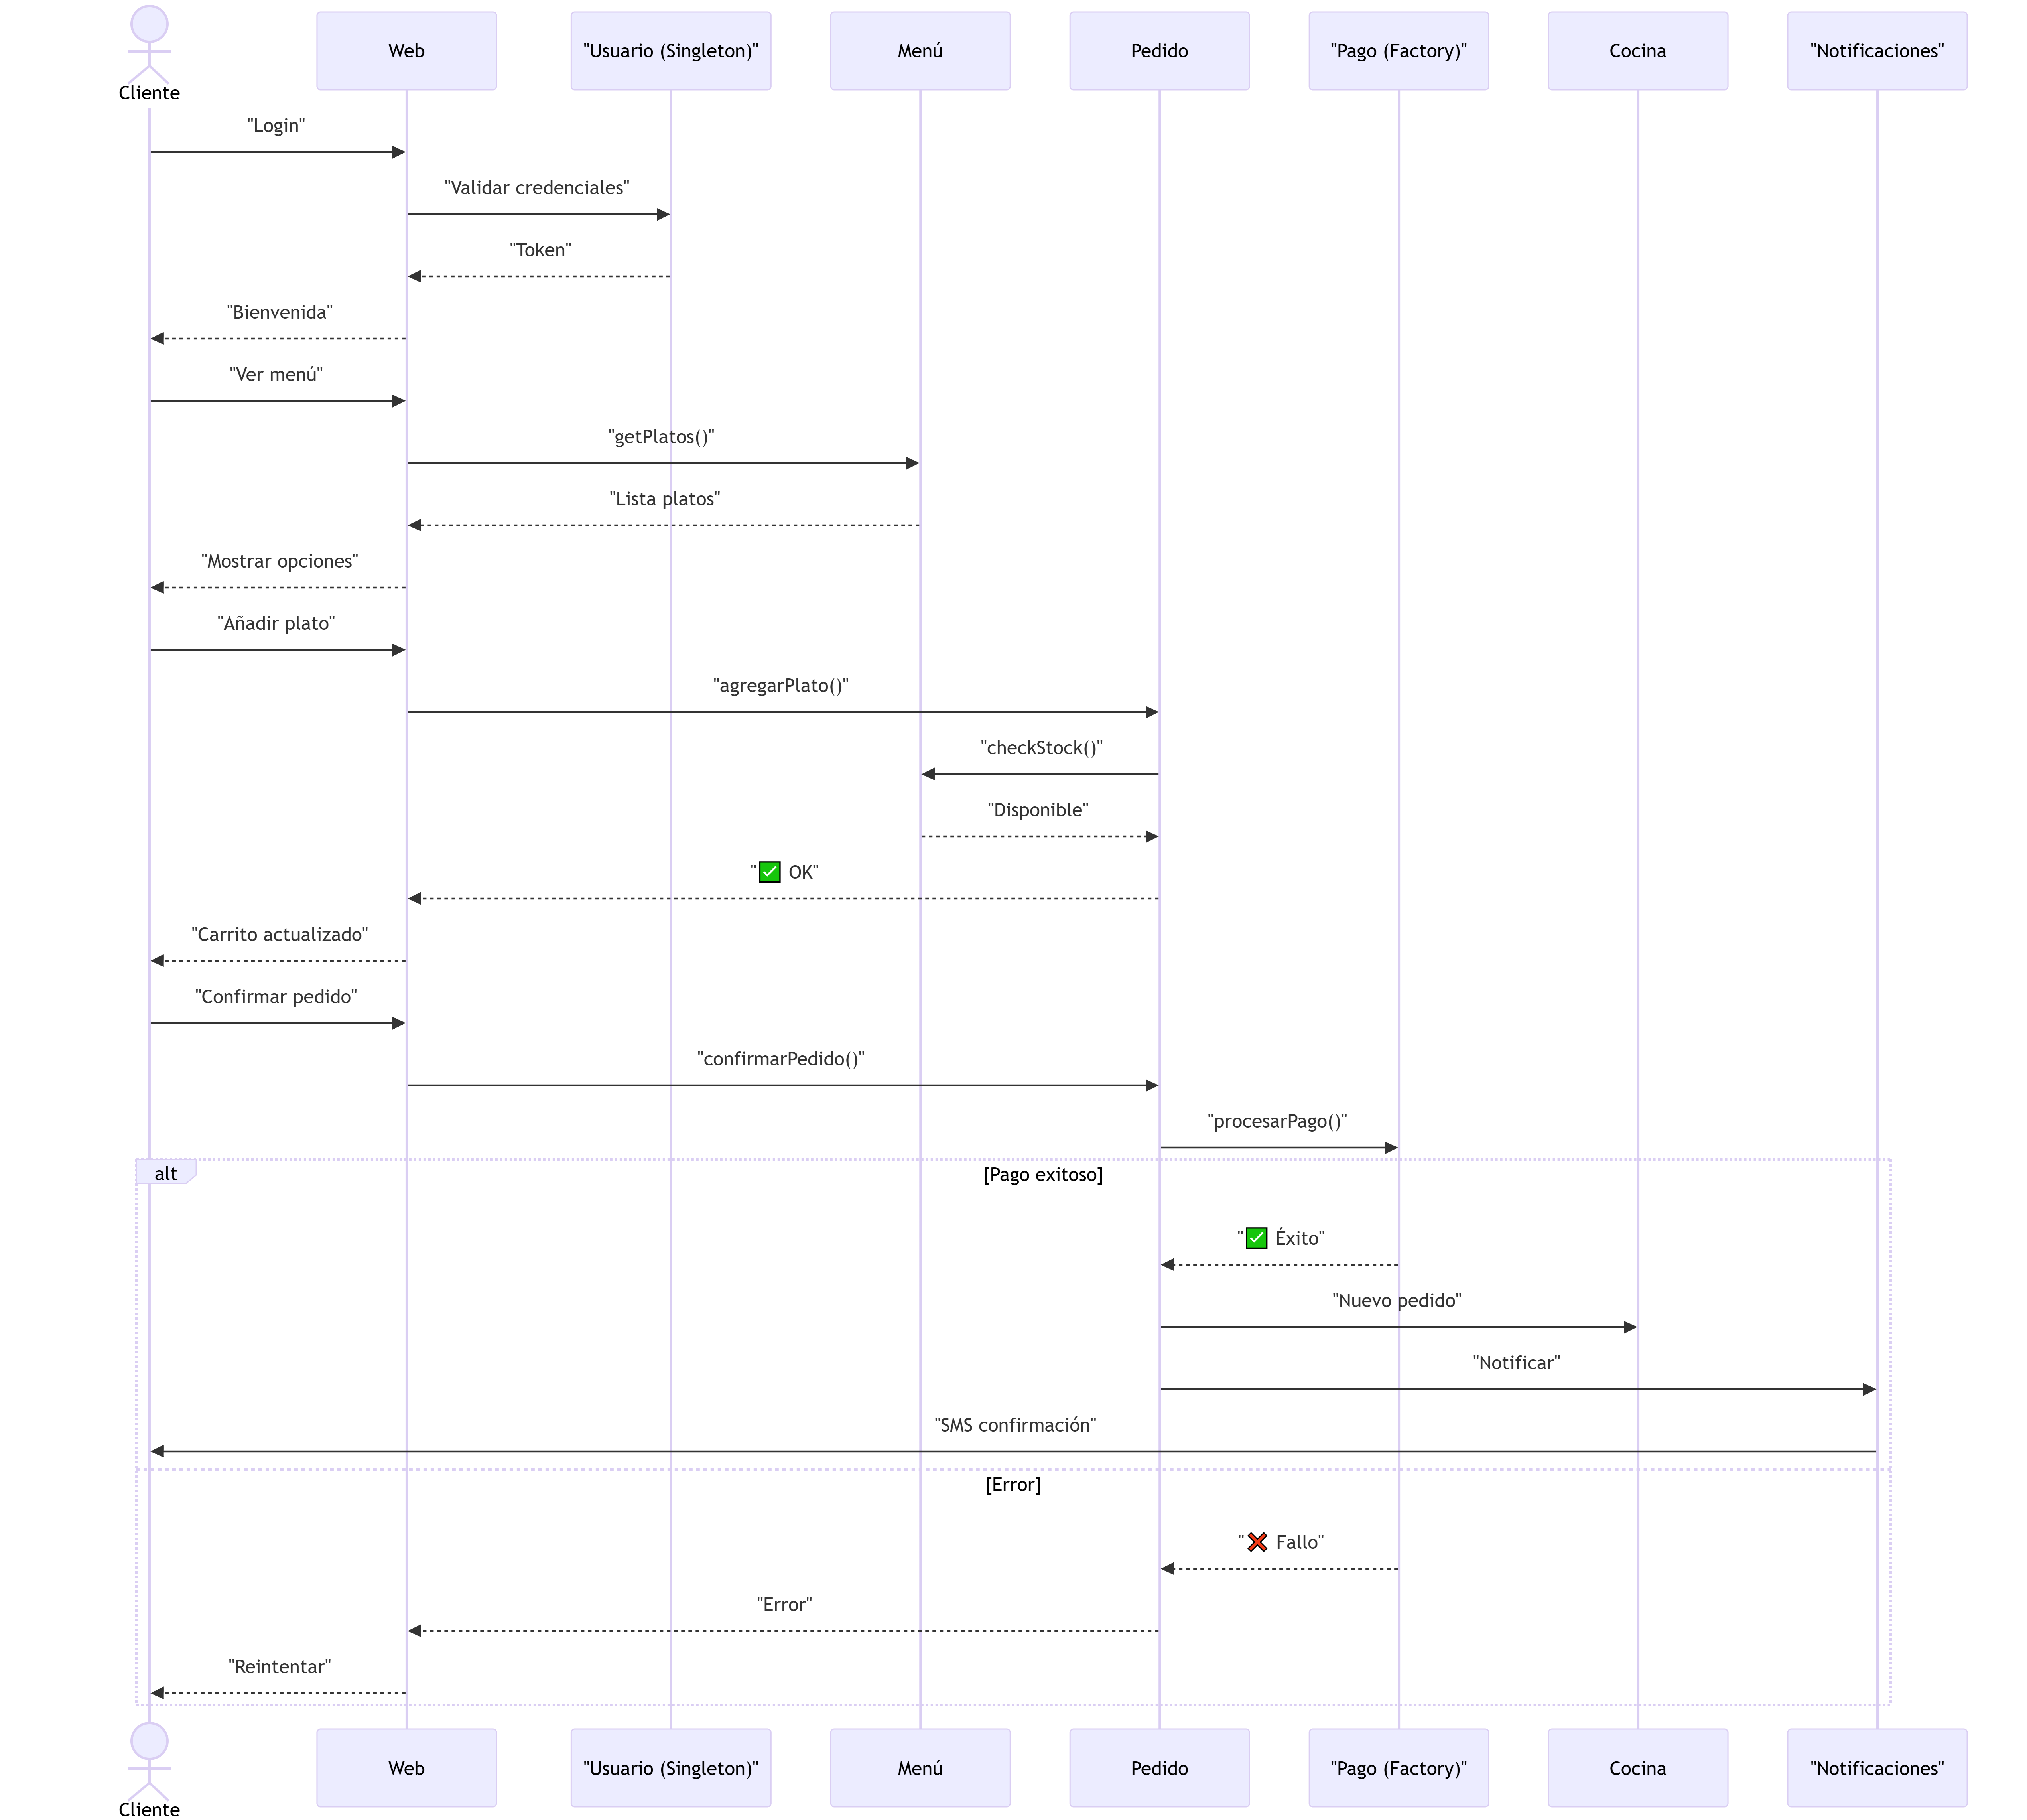 Cliente
Web
"Usuario (Singleton)"
Menú
Pedido
"Pago (Factory)"
Cocina
"Notificaciones"
"Login"
"Validar credenciales"
"Token"
"Bienvenida"
"Ver menú"
"getPlatos()"
"Lista platos"
"Mostrar opciones"
"Añadir plato"
"agregarPlato()"
"checkStock()"
"Disponible"
"✅ OK"
"Carrito actualizado"
"Confirmar pedido"
"confirmarPedido()"
"procesarPago()"
alt
[Pago exitoso]
"✅ Éxito"
"Nuevo pedido"
"Notificar"
"SMS confirmación"
[Error]
"❌ Fallo"
"Error"
"Reintentar"
Cliente
Web
"Usuario (Singleton)"
Menú
Pedido
"Pago (Factory)"
Cocina
"Notificaciones"